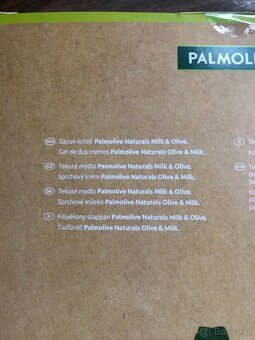 PALMOLI
Săpun lichid Palmolive Naturals Milk & Olive.
Gel de duș cremos Palmolive Naturals Olive & Milk.
Tekuté mýdlo Palmolive Naturals Milk & Olive.
Sprchový krém Palmolive Naturals Olive & Milk.
Tekuté mydlo Palmolive Naturals Milk & Olive.
Sprchové mlieko Palmolive Naturals Olive & Milk.
Folyékony szappan Palmolive Naturals Milk & Olive.
Tusfürdő Palmolive Naturals Olive & Milk.